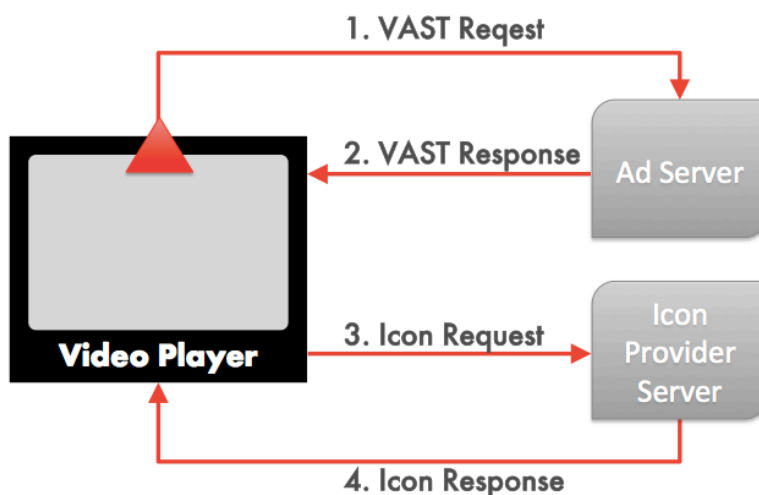 1. VAST Reqest
2. VAST Response
Ad Server
3. Icon Request
Icon
Provider
Server
Video Player
4. Icon Response